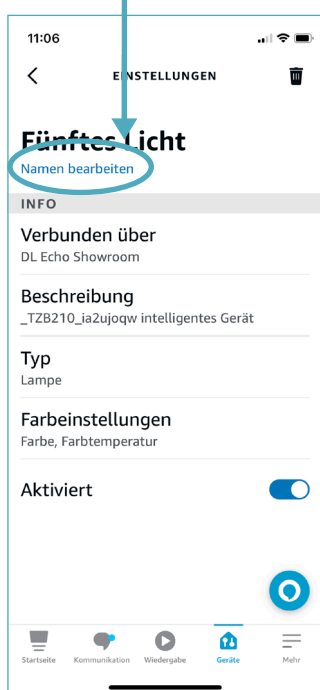 11:06
EINSTELLUNGEN
Fünftes Licht
Namen bearbeiten
INFO
Verbunden über
DL Echo Showroom
Beschreibung
_TZB210_ia2ujoqw intelligentes Gerät
Typ
Lampe
Farbeinstellungen
Farbe, Farbtemperatur
Aktiviert
Startseite Kommunikation Wiedergabe Geräte Mehr